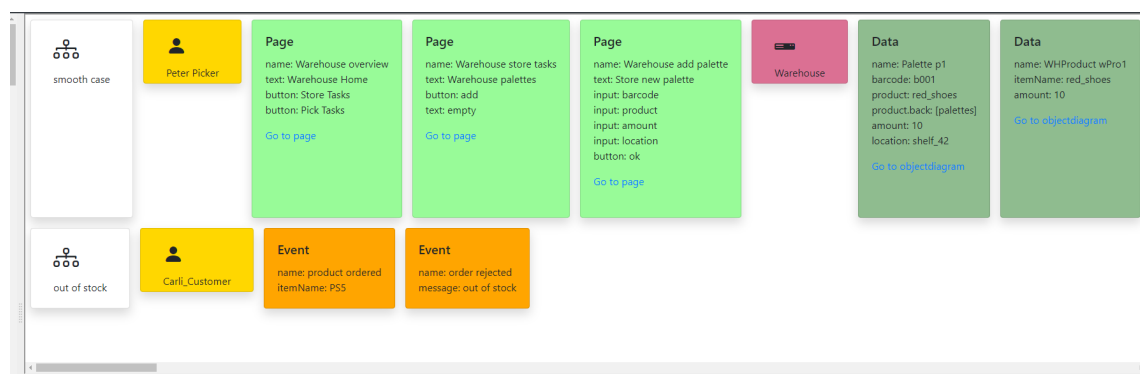 smooth case
Peter Picker
Page
name: Warehouse overview
text: Warehouse Home
button: Store Tasks
button: Pick Tasks
Go to page
Page
name: Warehouse store tasks
text: Warehouse palettes
button: add
text: empty
Go to page
Page
name: Warehouse add palette
text: Store new palette
input: barcode
input: product
input: amount
input: location
button: ok
Go to page
Warehouse
Data
name: Palette p1
barcode: b001
product: red_shoes
product.back: [palettes]
amount: 10
location: shelf_42
Go to objectdiagram
Data
name: WHProduct wPro1
itemName: red_shoes
amount: 10
Go to objectdiagram
out of stock
Carli_Customer
Event
name: product ordered
itemName: PS5
Event
name: order rejected
message: out of stock